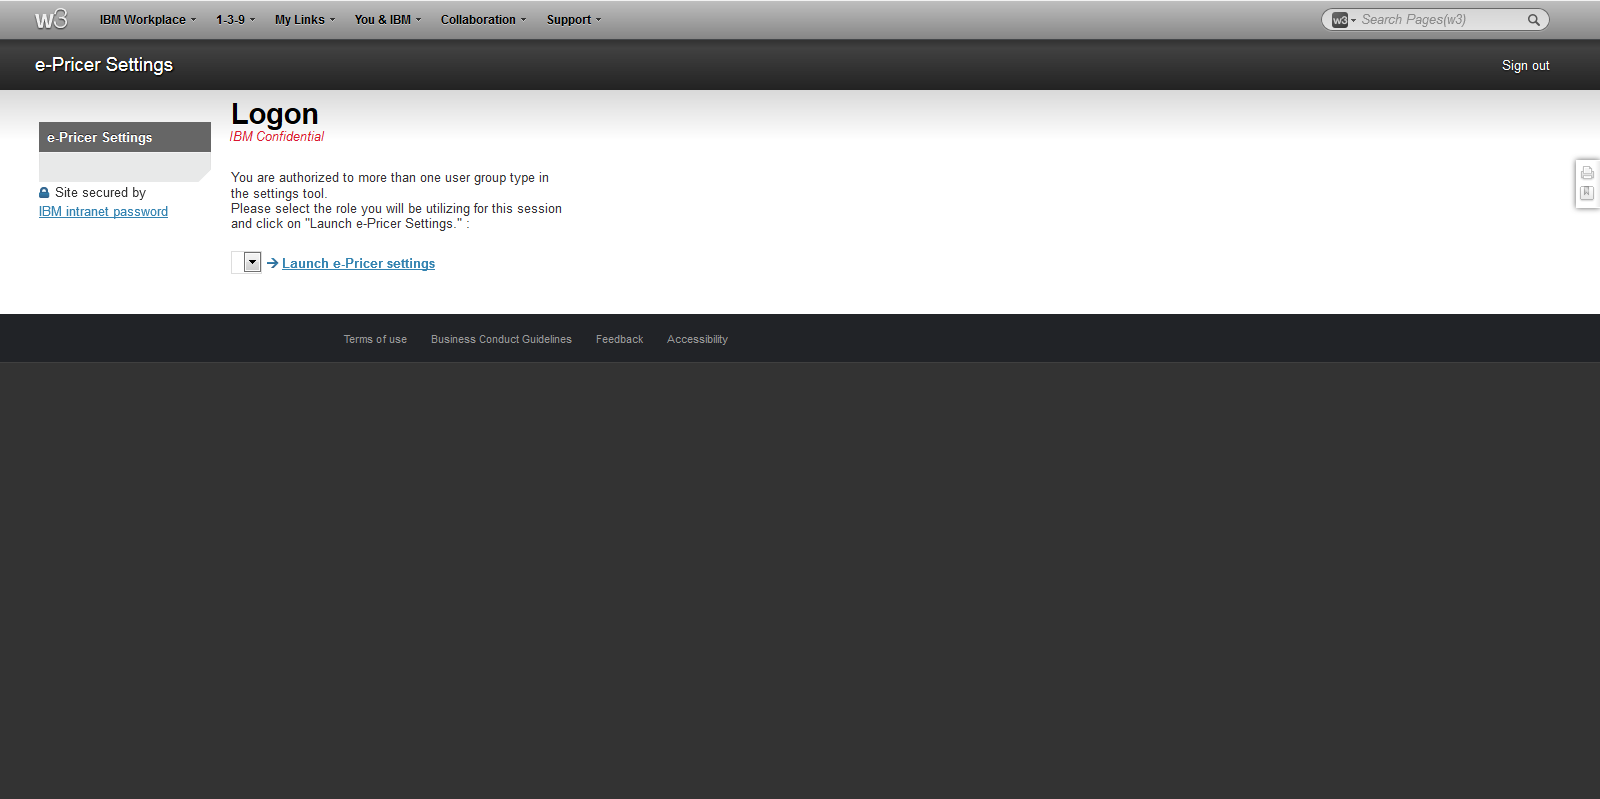 w3 IBM Workplace 1-3-9 My Links You & IBM Collaboration Support w3 Search Pages(w3)
e-Pricer Settings Sign out
Logon
IBM Confidential
e-Pricer Settings
Site secured by
IBM intranet password
You are authorized to more than one user group type in
the settings tool.
Please select the role you will be utilizing for this session
and click on "Launch e-Pricer Settings." :
Launch e-Pricer settings
Terms of use Business Conduct Guidelines Feedback Accessibility